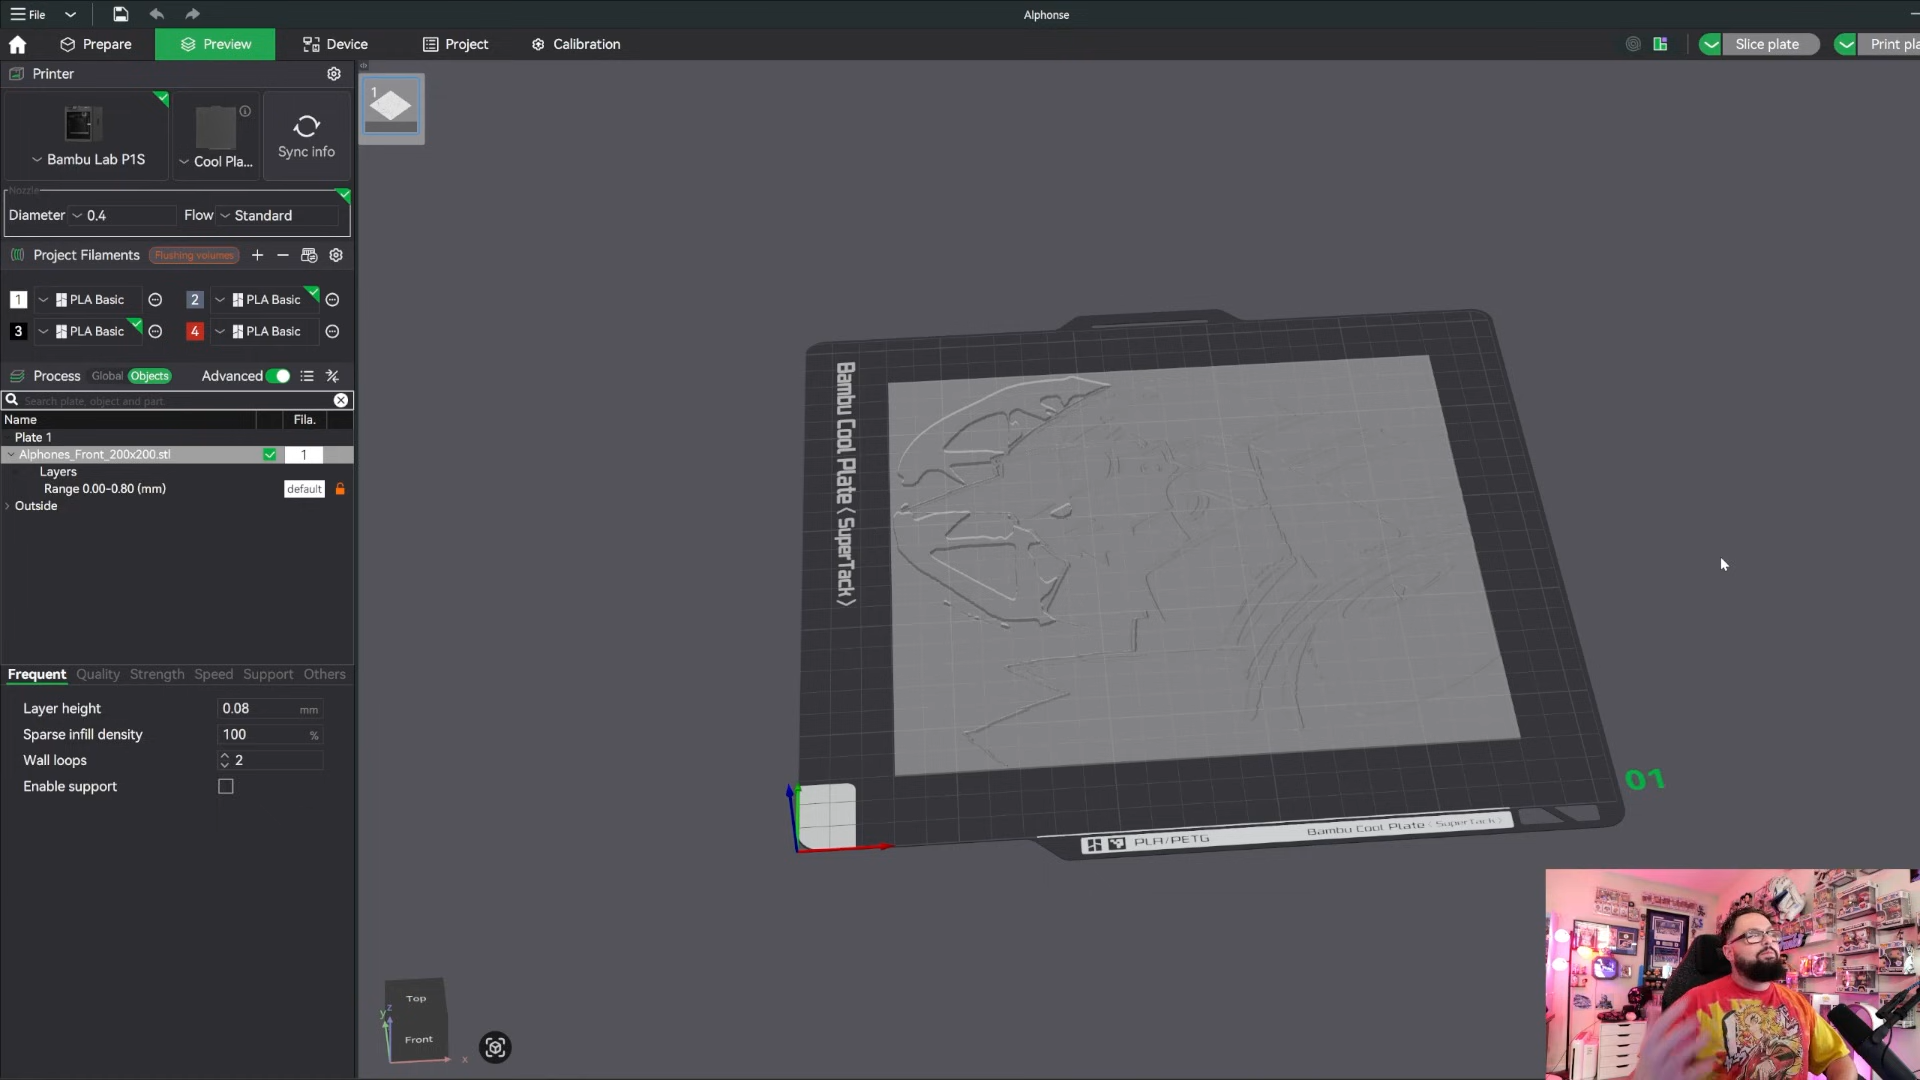 File
Alphonse
Prepare
Preview
Device
Project
Calibration
Slice plate
Print pla
Printer
1
Bambu Lab P1S
Cool Pla...
Sync info
Nozzle
Diameter 0.4 Flow Standard
Project Filaments Flushing volumes
1 PLA Basic 2 PLA Basic
3 PLA Basic 4 PLA Basic
Process Global Objects Advanced
Search plate, object and part.
Name Fila.
Plate 1
Alphones_Front_200x200.stl 1
Layers
Range 0.00-0.80 (mm) default
Outside
Frequent Quality Strength Speed Support Others
Layer height 0.08 mm
Sparse infill density 100 %
Wall loops 2
Enable support
Bambu Cool Plate (SuperTack)
01
PLA/PETG Bambu Cool Plate (SuperTack)
Top
Front
z
y
x